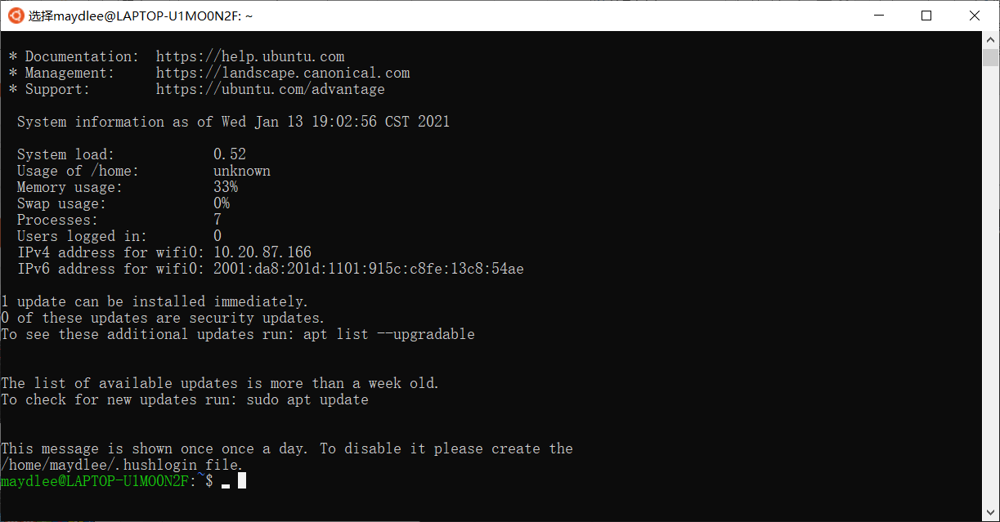 选择maydlee@LAPTOP-U1MO0N2F: ~
* Documentation:  https://help.ubuntu.com
* Management:     https://landscape.canonical.com
* Support:        https://ubuntu.com/advantage
System information as of Wed Jan 13 19:02:56 CST 2021
System load:            0.52
Usage of /home:         unknown
Memory usage:           33%
Swap usage:             0%
Processes:              7
Users logged in:        0
IPv4 address for wifi0: 10.20.87.166
IPv6 address for wifi0: 2001:da8:201d:1101:915c:c8fe:13c8:54ae
1 update can be installed immediately.
0 of these updates are security updates.
To see these additional updates run: apt list --upgradable
The list of available updates is more than a week old.
To check for new updates run: sudo apt update
This message is shown once once a day. To disable it please create the
/home/maydlee/.hushlogin file.
maydlee@LAPTOP-U1MO0N2F:~$ _